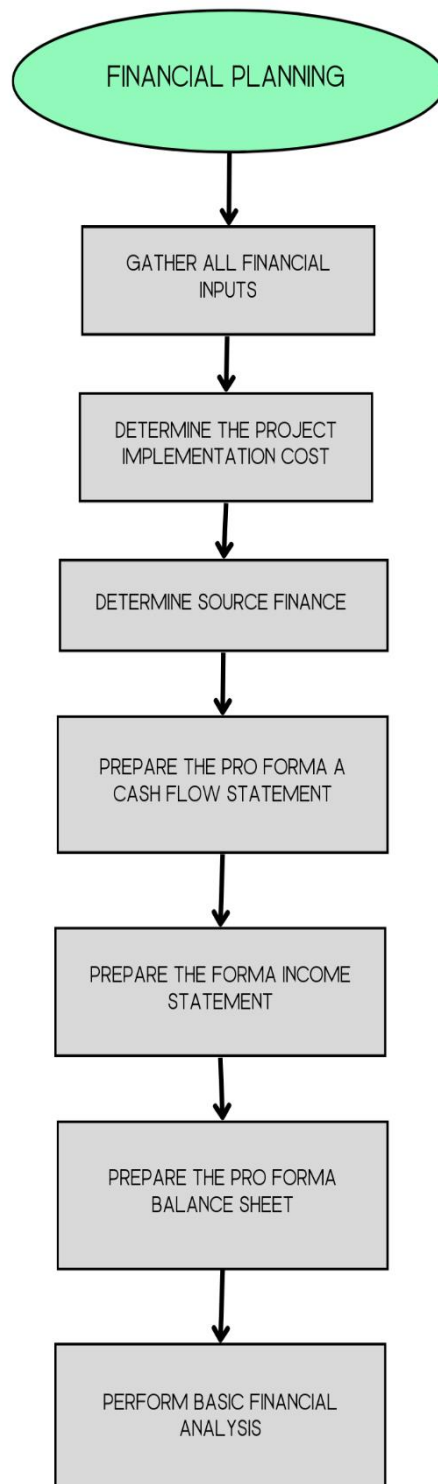 FINANCIAL PLANNING
GATHER ALL FINANCIAL
INPUTS
DETERMINE THE PROJECT
IMPLEMENTATION COST
DETERMINE SOURCE FINANCE
PREPARE THE PRO FORMA A
CASH FLOW STATEMENT
PREPARE THE FORMA INCOME
STATEMENT
PREPARE THE PRO FORMA
BALANCE SHEET
PERFORM BASIC FINANCIAL
ANALYSIS